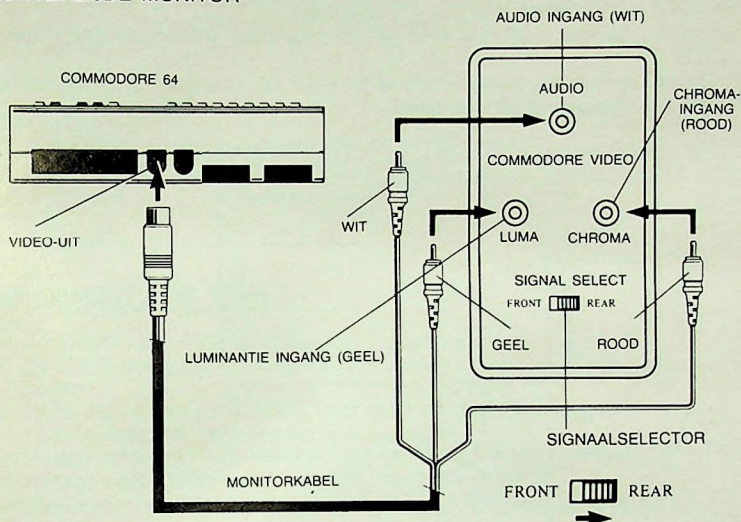 MONITOR
AUDIO INGANG (WIT)
COMMODORE 64
AUDIO
CHROMA-
INGANG
(ROOD)
COMMODORE VIDEO
VIDEO-UIT
WIT
LUMA
CHROMA
SIGNAL SELECT
FRONT REAR
LUMINANTIE INGANG (GEEL)
GEEL
ROOD
SIGNAALSELECTOR
MONITORKABEL
FRONT REAR